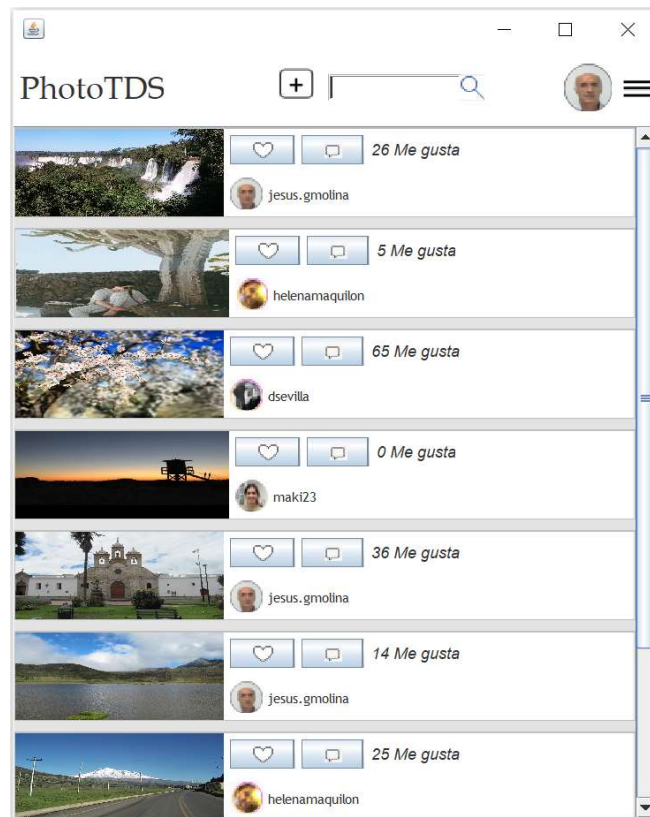 PhotoTDS
26 Me gusta
jesus.gmolina
5 Me gusta
helenamaquilon
65 Me gusta
dsevilla
0 Me gusta
maki23
36 Me gusta
jesus.gmolina
14 Me gusta
jesus.gmolina
25 Me gusta
helenamaquilon